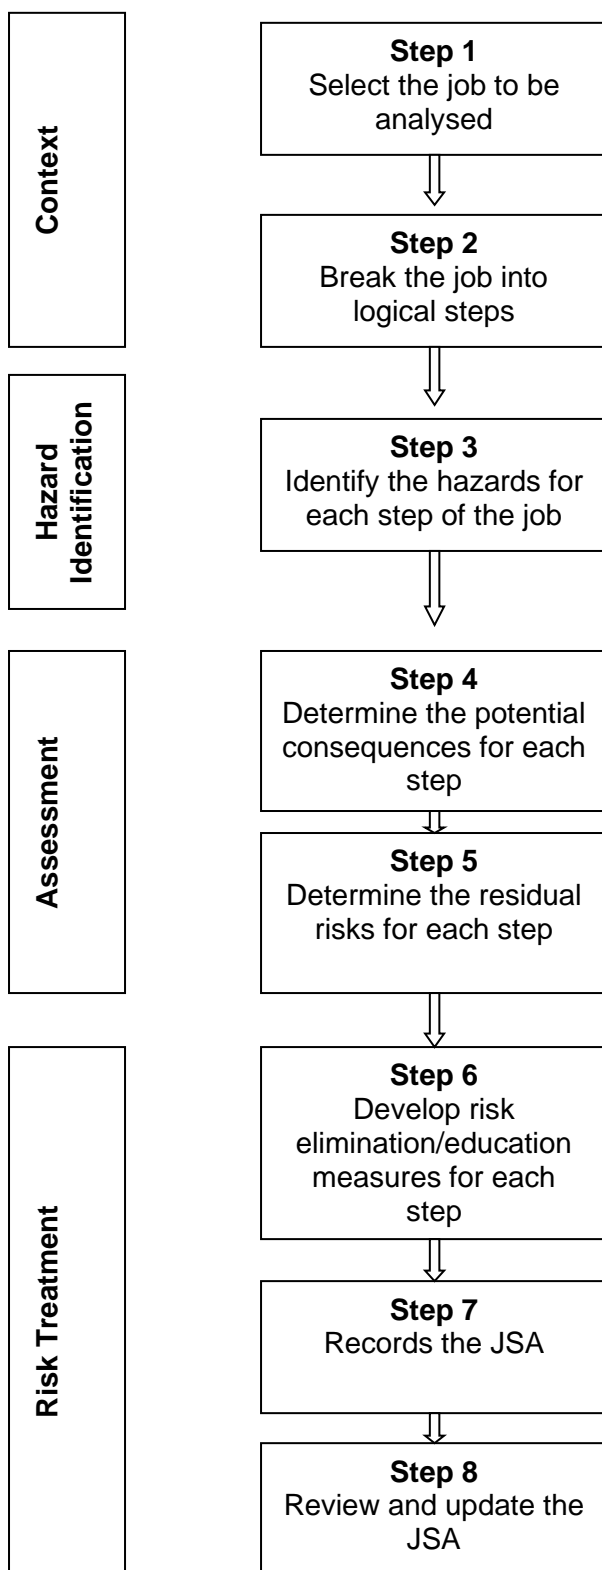 Context
Step 1
Select the job to be
analysed
Step 2
Break the job into
logical steps
Hazard
Identification
Step 3
Identify the hazards for
each step of the job
Assessment
Step 4
Determine the potential
consequences for each
step
Step 5
Determine the residual
risks for each step
Risk Treatment
Step 6
Develop risk
elimination/education
measures for each
step
Step 7
Records the JSA
Step 8
Review and update the
JSA